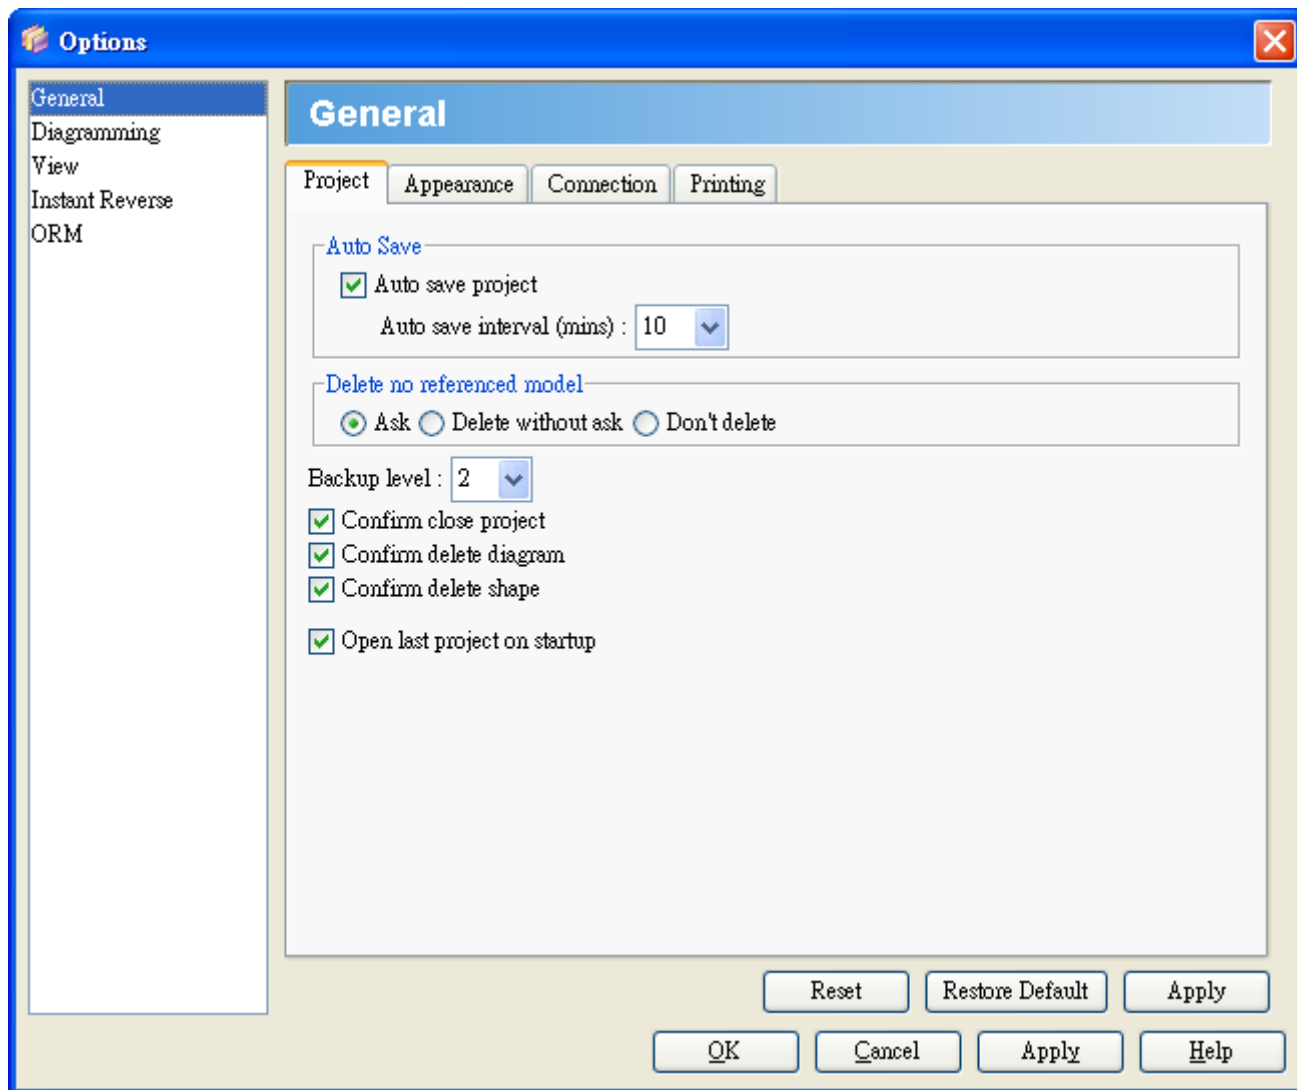 Options
General
Diagramming
View
Instant Reverse
ORM
General
Project Appearance Connection Printing
Auto Save
Auto save project
Auto save interval (mins) : 10
Delete no referenced model
Ask Delete without ask Don't delete
Backup level : 2
Confirm close project
Confirm delete diagram
Confirm delete shape
Open last project on startup
Reset Restore Default Apply
OK Cancel Apply Help